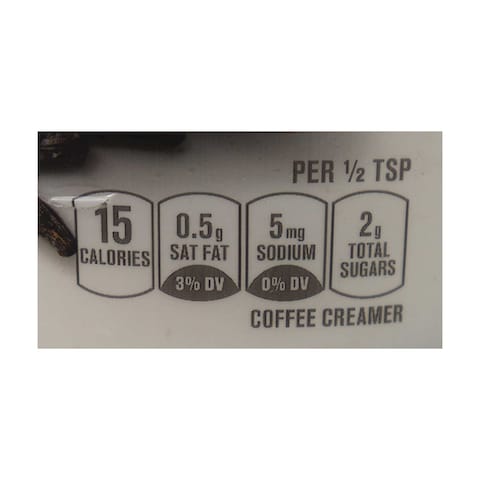 PER ½ TSP
15 CALORIES
0.5g SAT FAT 3% DV
5mg SODIUM 0% DV
2g TOTAL SUGARS
COFFEE CREAMER